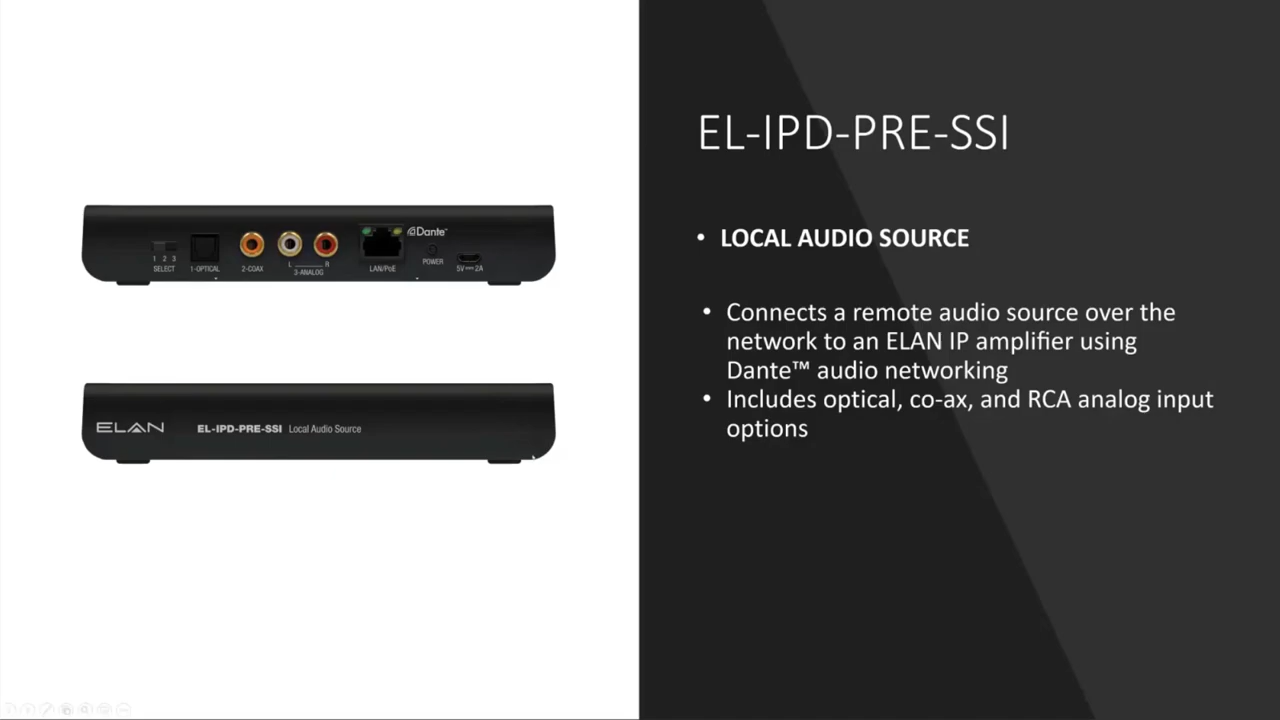 EL-IPD-PRE-SSI
• LOCAL AUDIO SOURCE
• Connects a remote audio source over the
network to an ELAN IP amplifier using
Dante™ audio networking
• Includes optical, co-ax, and RCA analog input
options
1 2 3
SELECT
1-OPTICAL
2-COAX
L R
3-ANALOG
LAN/PoE
Dante™
POWER
5V⎓2A
ELAN EL-IPD-PRE-SSI Local Audio Source